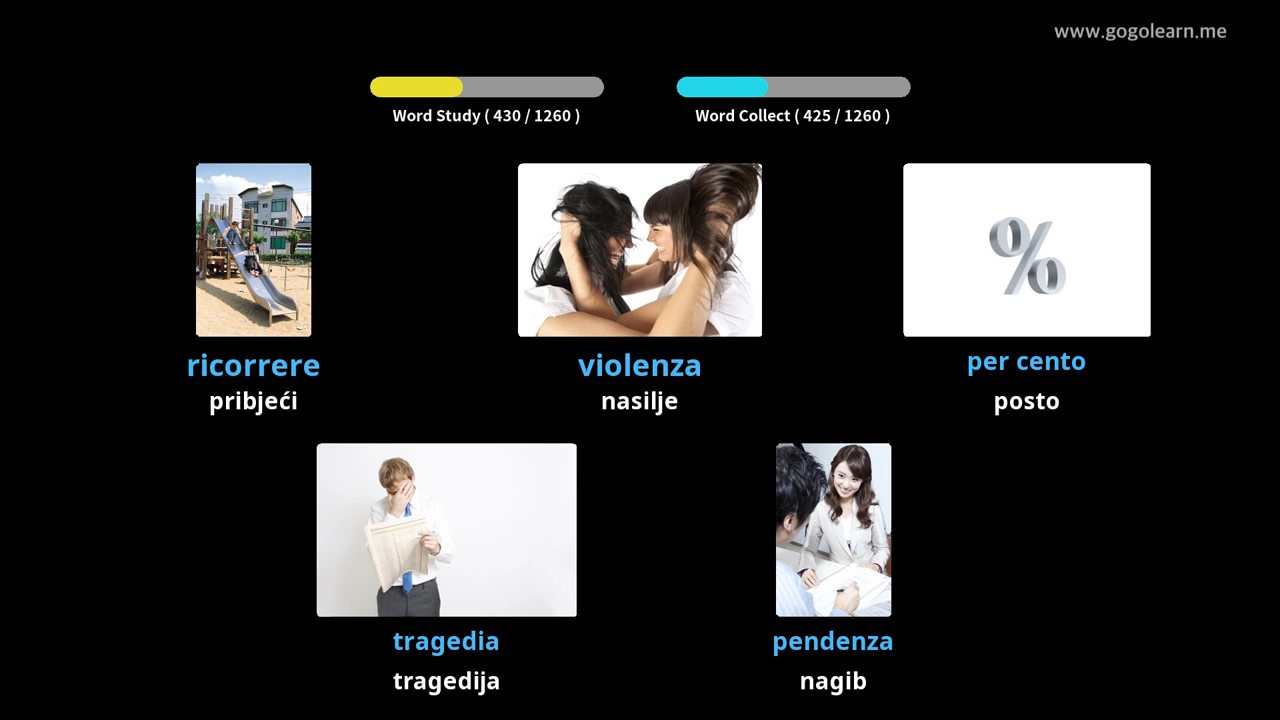 www.gogolearn.me
Word Study ( 430 / 1260 )
Word Collect ( 425 / 1260 )
ricorrere
pribjeći
violenza
nasilje
per cento
posto
tragedia
tragedija
pendenza
nagib